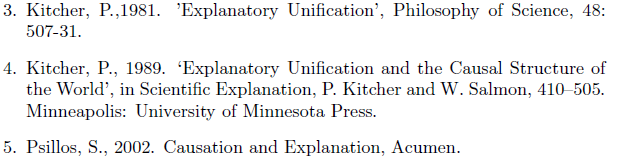 3. Kitcher, P.,1981. ’Explanatory Unification’, Philosophy of Science, 48:
507-31.
4. Kitcher, P., 1989. ‘Explanatory Unification and the Causal Structure of
the World’, in Scientific Explanation, P. Kitcher and W. Salmon, 410–505.
Minneapolis: University of Minnesota Press.
5. Psillos, S., 2002. Causation and Explanation, Acumen.